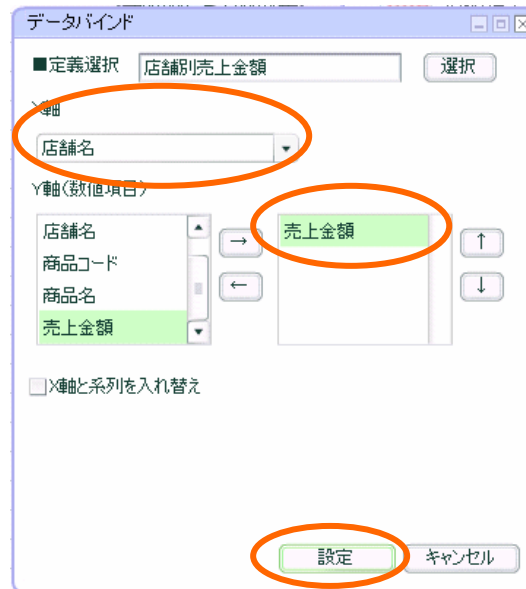 データバインド
■定義選択 店舗別売上金額 選択
X軸
店舗名
Y軸(数値項目)
店舗名
商品コード
商品名
売上金額
→
←
売上金額
↑
↓
X軸と系列を入れ替え
設定 キャンセル